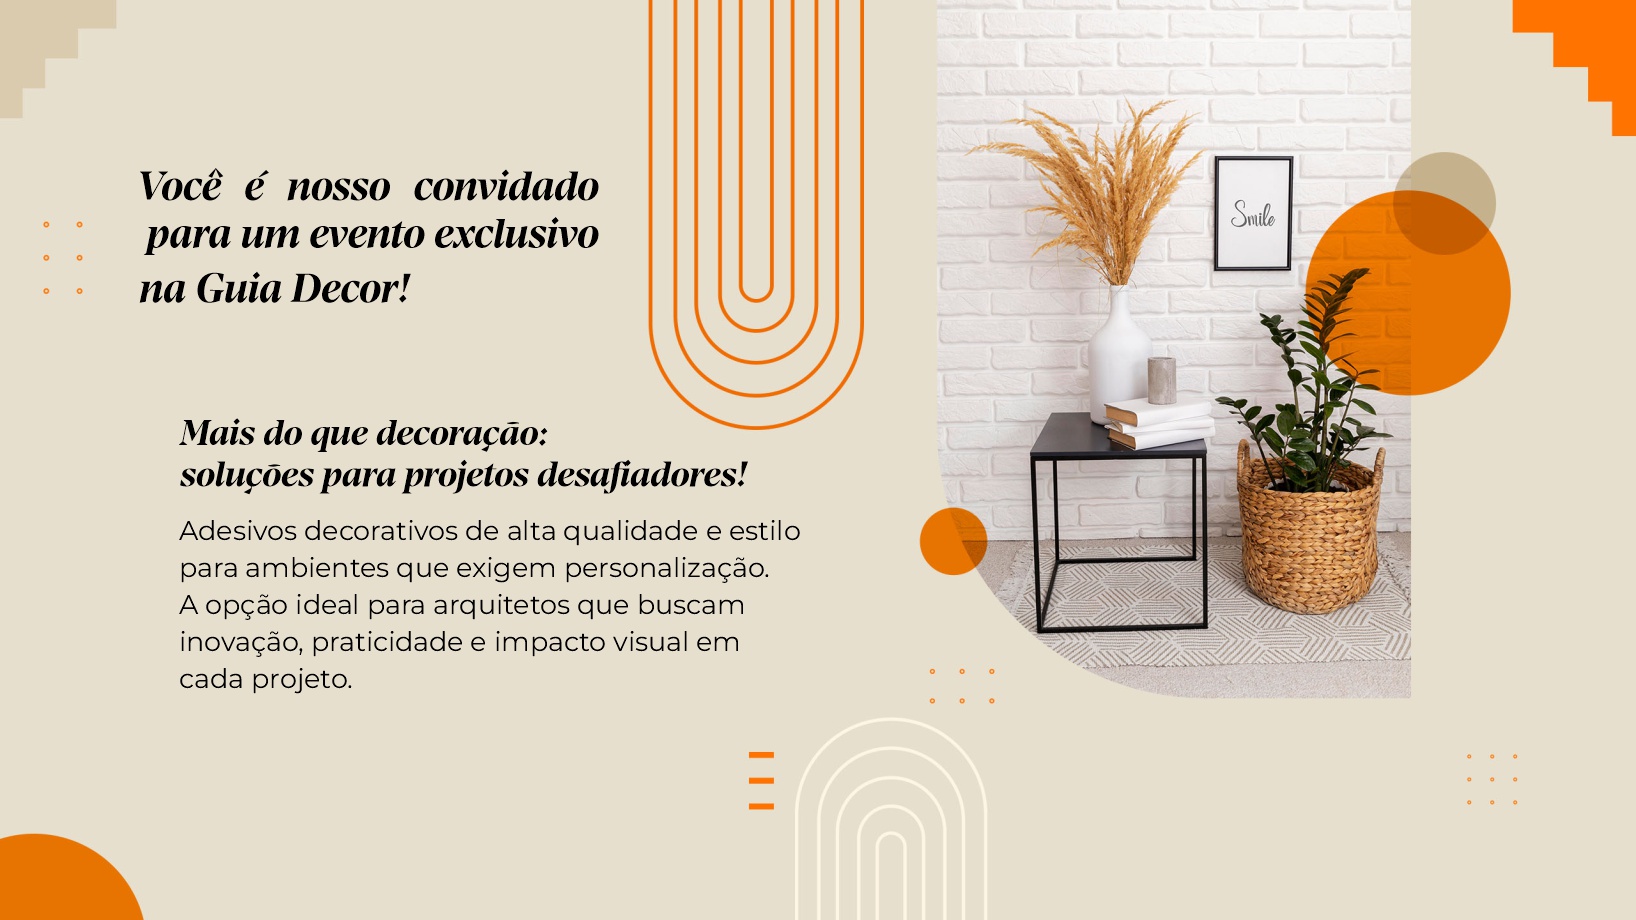 Você é nosso convidado
para um evento exclusivo
na Guia Decor!
Smile
Mais do que decoração:
soluções para projetos desafiadores!
Adesivos decorativos de alta qualidade e estilo
para ambientes que exigem personalização.
A opção ideal para arquitetos que buscam
inovação, praticidade e impacto visual em
cada projeto.